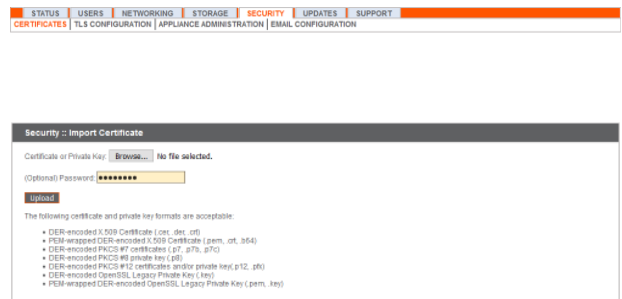 STATUS USERS NETWORKING STORAGE SECURITY UPDATES SUPPORT
CERTIFICATES TLS CONFIGURATION APPLIANCE ADMINISTRATION EMAIL CONFIGURATION
Security :: Import Certificate
Certificate or Private Key: Browse... No file selected.
(Optional) Password: ●●●●●●●●
Upload
The following certificate and private key formats are acceptable:
• DER-encoded X.509 Certificate (.cer, .der, .crt)
• PEM-wrapped DER-encoded X.509 Certificate (.pem, .crt, .b64)
• DER-encoded PKCS #7 certificates (.p7, .p7b, .p7c)
• DER-encoded PKCS #8 private key (.p8)
• DER-encoded PKCS #12 certificates and/or private key(.p12, .pfx)
• DER-encoded OpenSSL Legacy Private Key (.key)
• PEM-wrapped DER-encoded OpenSSL Legacy Private Key (.pem, .key)